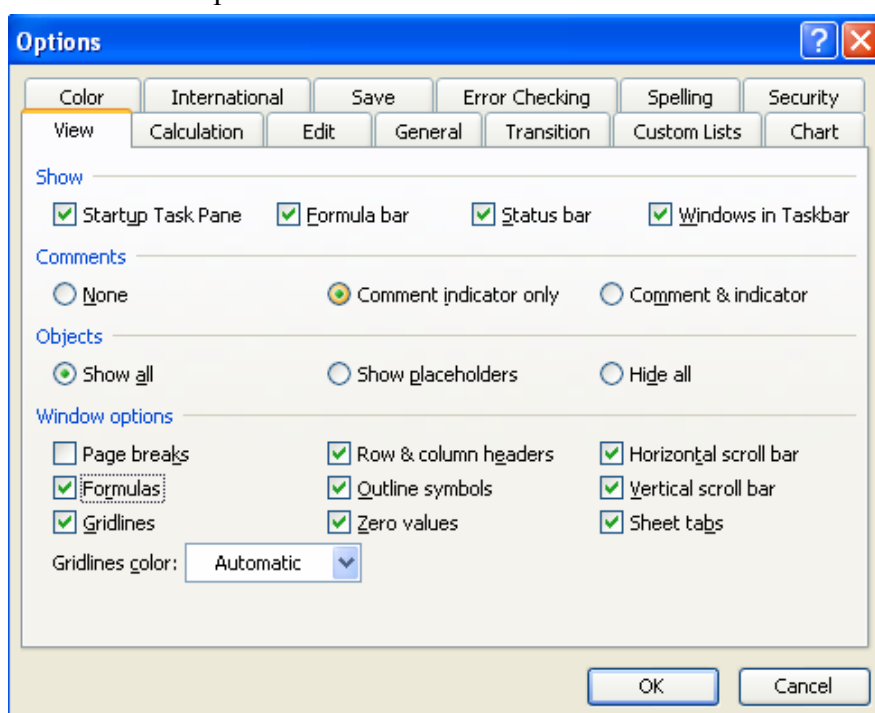 Options
Color International Save Error Checking Spelling Security
View Calculation Edit General Transition Custom Lists Chart
Show
Startup Task Pane Formula bar Status bar Windows in Taskbar
Comments
None Comment indicator only Comment & indicator
Objects
Show all Show placeholders Hide all
Window options
Page breaks Row & column headers Horizontal scroll bar
Formulas Outline symbols Vertical scroll bar
Gridlines Zero values Sheet tabs
Gridlines color: Automatic
OK Cancel